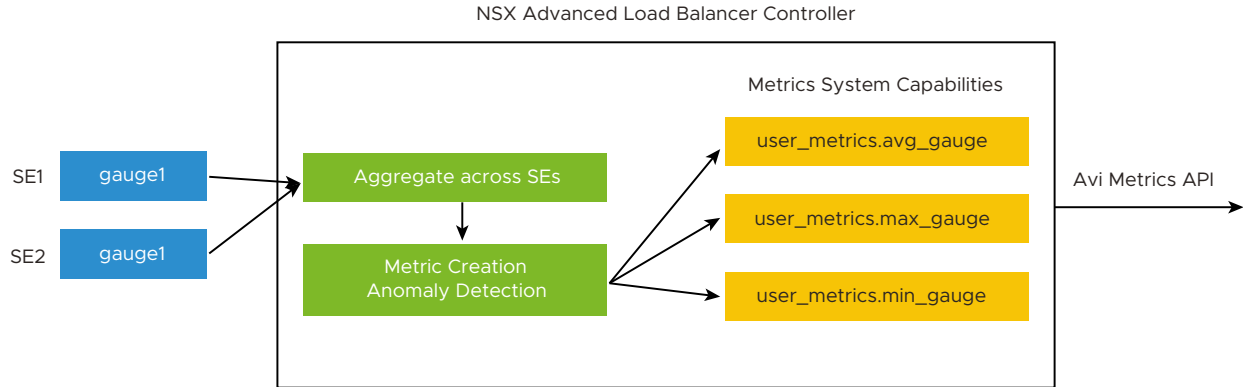 NSX Advanced Load Balancer Controller
Metrics System Capabilities
SE1
gauge1
SE2
gauge1
Aggregate across SEs
Metric Creation
Anomaly Detection
user_metrics.avg_gauge
user_metrics.max_gauge
user_metrics.min_gauge
Avi Metrics API